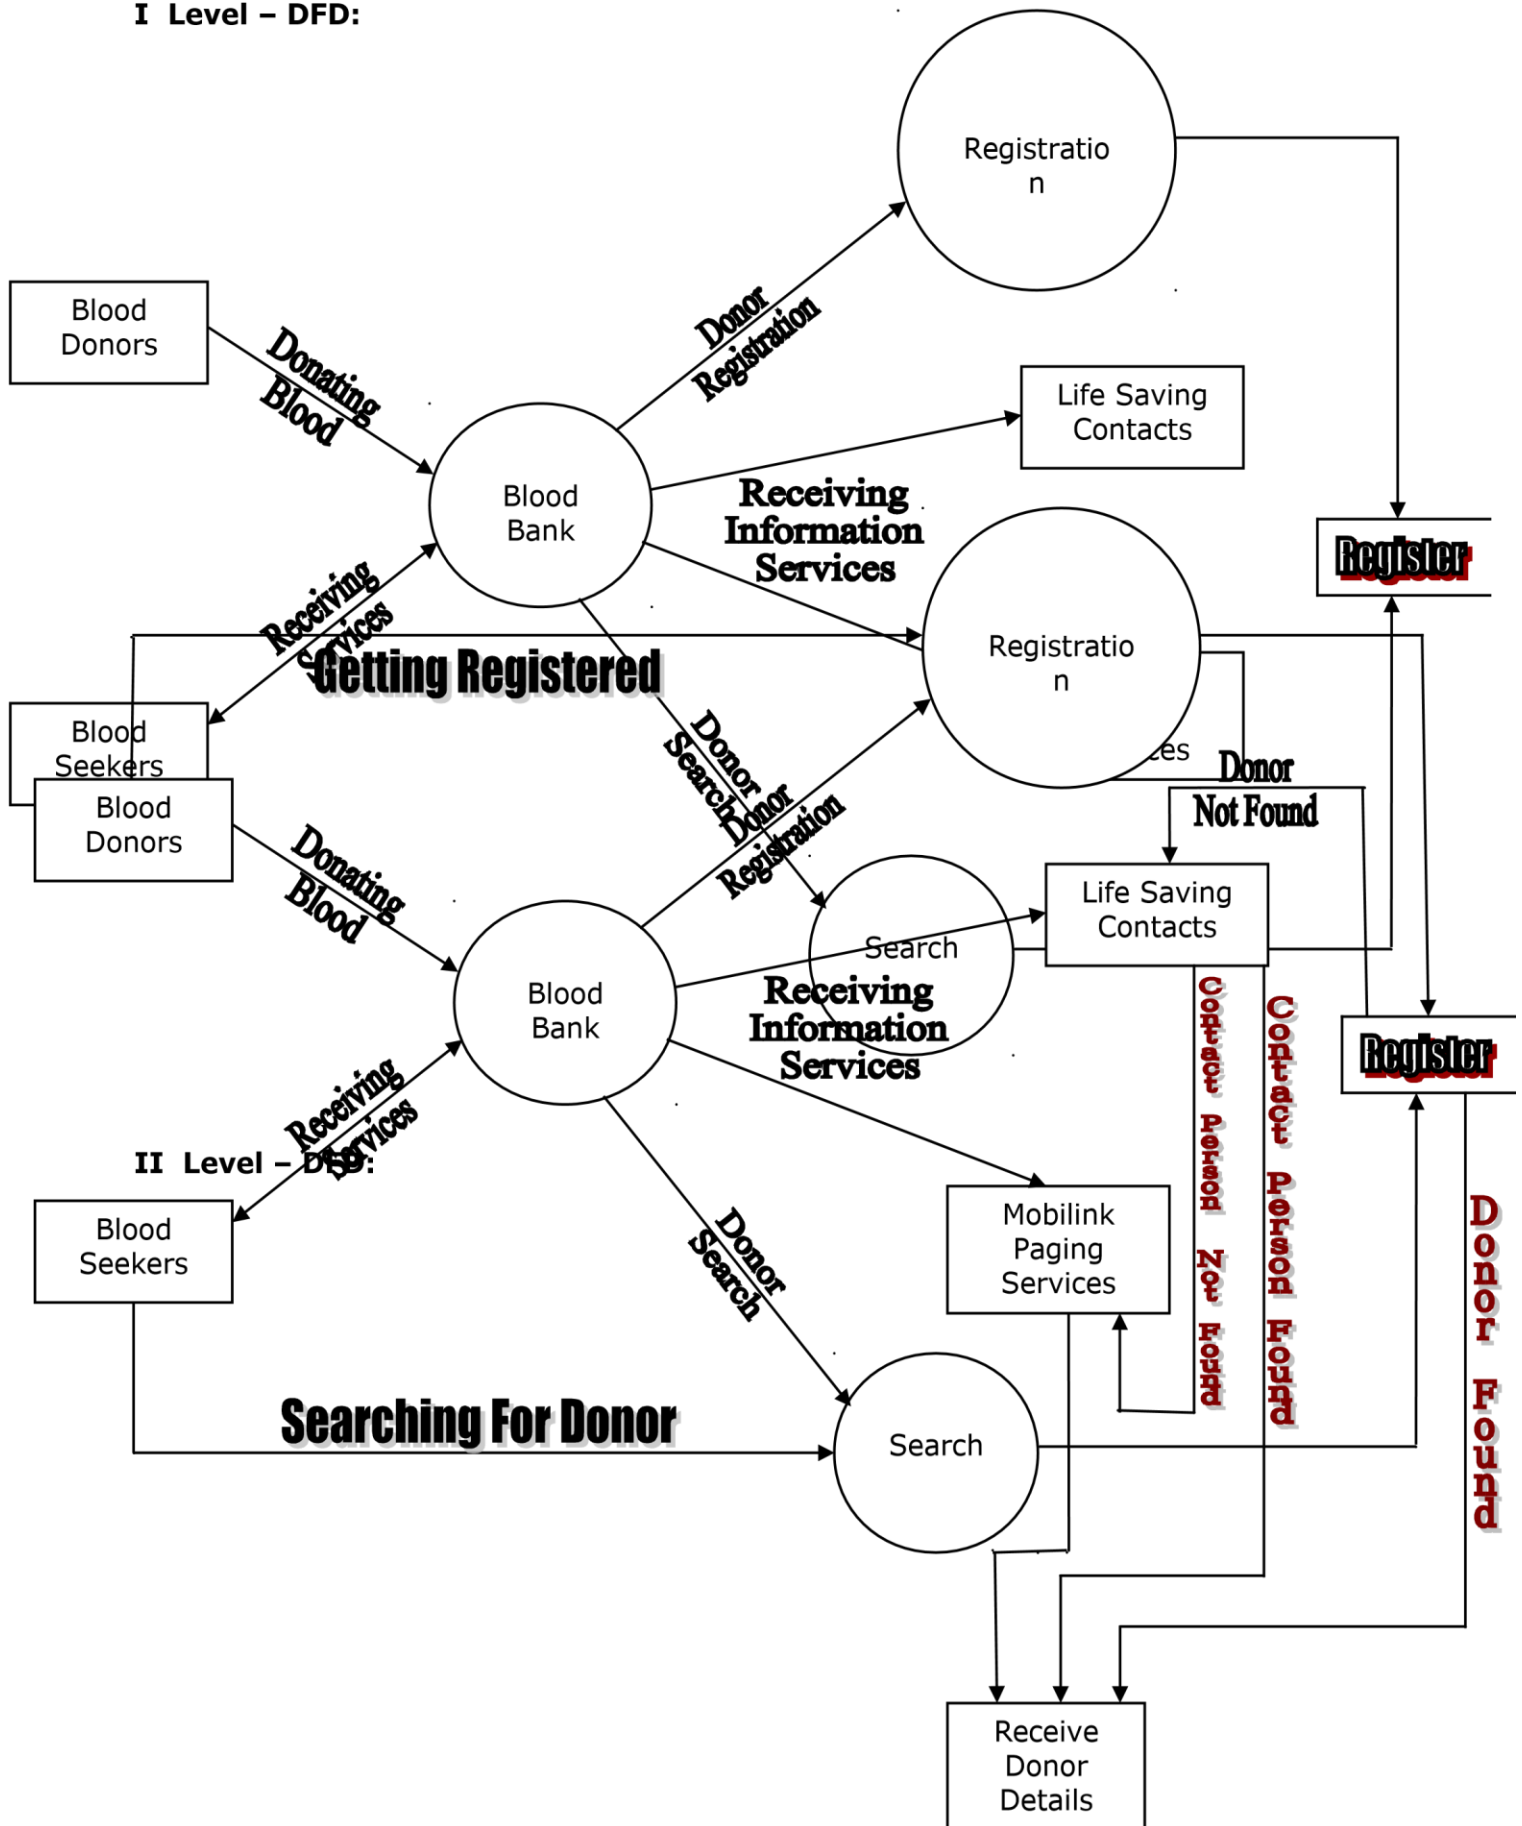 I  Level – DFD:
Registratio
n
Blood
Donors
Donating
Blood
Donor
Registration
Life Saving
Contacts
Blood
Bank
Receiving
Information
Services
Register
Receiving
Services
Getting Registered
Registratio
n
Blood
Seekers
ces
Donor
Not Found
Donor
Search
Blood
Donors
Donor
Registration
Donating
Blood
Life Saving
Contacts
Search
Blood
Bank
Receiving
Information
Services
Contact Person Not Found
Contact Person Found
Register
Receiving
Services
II  Level – DFD:
Blood
Seekers
Donor
Search
Mobilink
Paging
Services
Donor Found
Searching For Donor
Search
Receive
Donor
Details